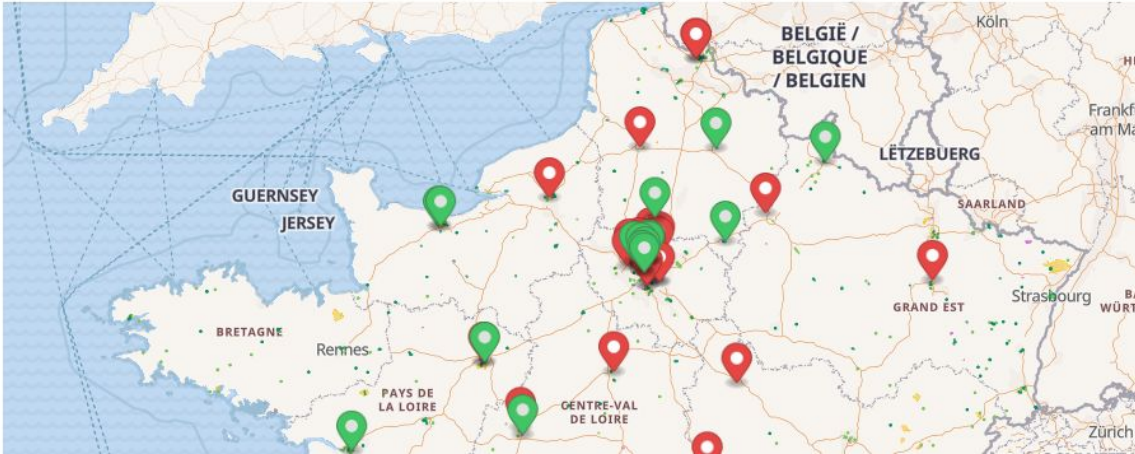 Köln
BELGIË /
BELGIQUE
/ BELGIEN
Frankf
am Ma
LËTZEBUERG
GUERNSEY
JERSEY
SAARLAND
Strasbourg
GRAND EST
WÜRT
BRETAGNE
Rennes
PAYS DE
LA LOIRE
CENTRE-VAL
DE LOIRE
Zürich